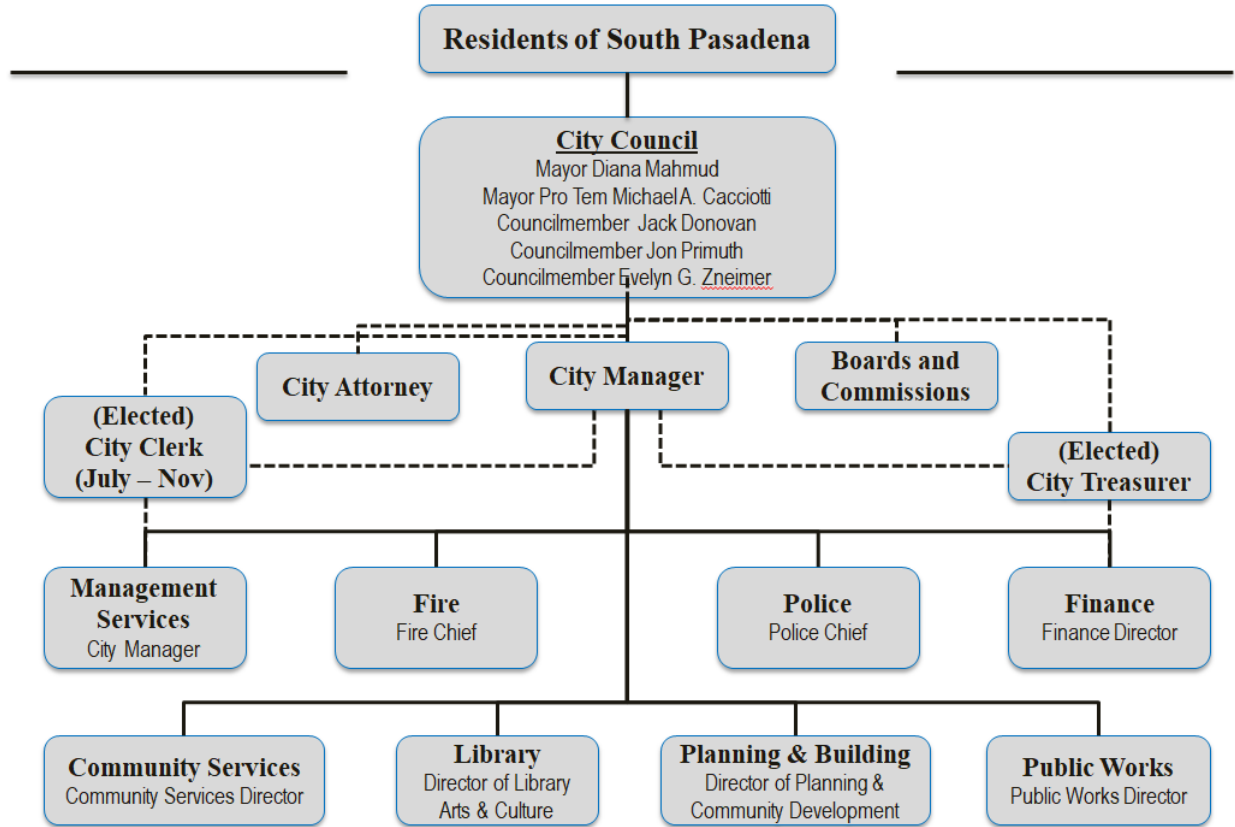 Residents of South Pasadena
City Council
Mayor Diana Mahmud
Mayor Pro Tem Michael A. Cacciotti
Councilmember Jack Donovan
Councilmember Jon Primuth
Councilmember Evelyn G. Zneimer
City Attorney
City Manager
Boards and
Commissions
(Elected)
City Clerk
(July – Nov)
(Elected)
City Treasurer
Management
Services
City Manager
Fire
Fire Chief
Police
Police Chief
Finance
Finance Director
Community Services
Community Services Director
Library
Director of Library
Arts & Culture
Planning & Building
Director of Planning &
Community Development
Public Works
Public Works Director